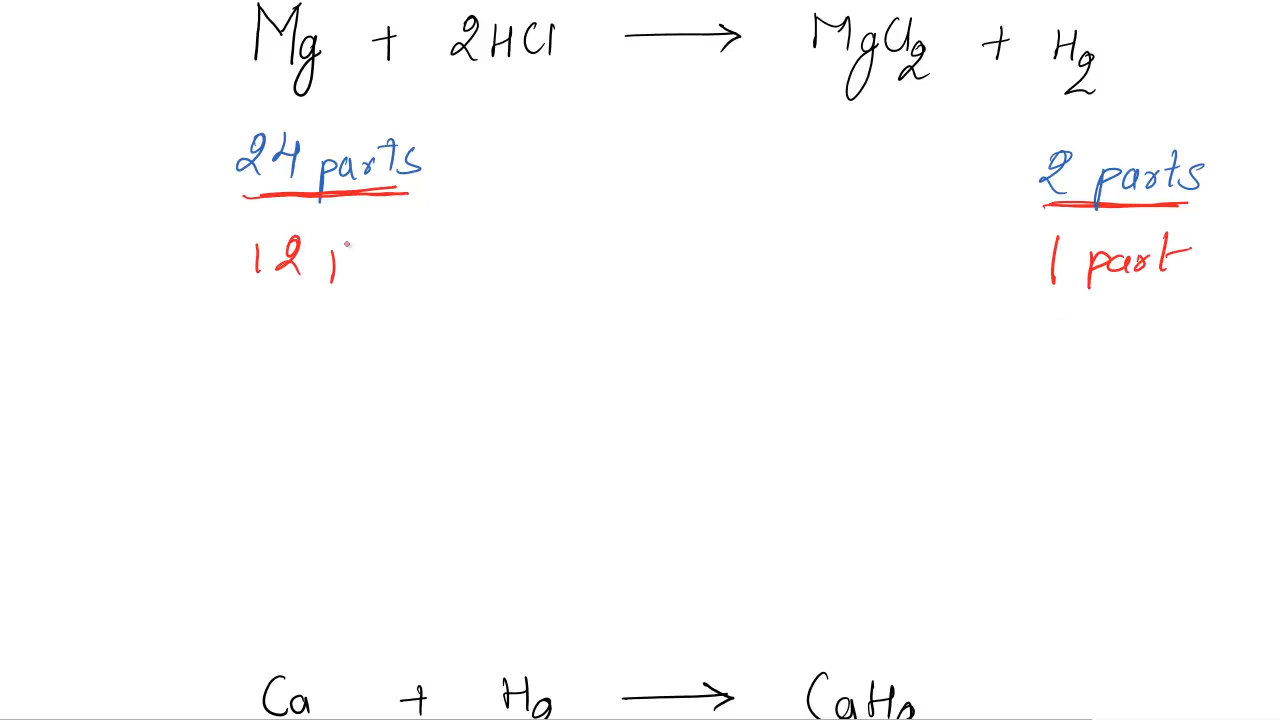 Mg + 2HCl ⟶ MgCl₂ + H₂
24 parts 2 parts
12 1 part
Ca + H₂ ⟶ CaH₂